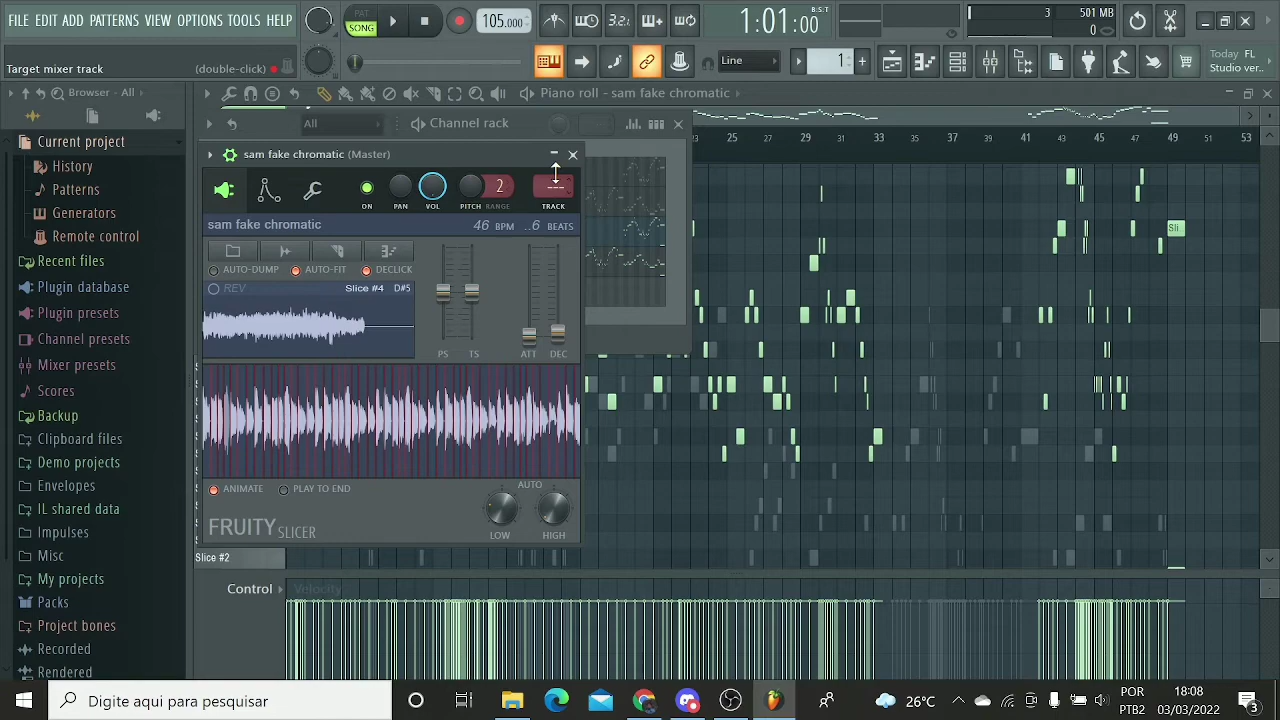 FILE EDIT ADD PATTERNS VIEW OPTIONS TOOLS HELP
PAT
SONG
105.000
3.2.
1:01:00
B:S:T
3
501 MB
0
Target mixer track
(double-click)
Line
1
Today FL
Studio ver..
Browser - All
Piano roll - sam fake chromatic
Current project
History
Patterns
Generators
Remote control
Recent files
Plugin database
Plugin presets
Channel presets
Mixer presets
Scores
Backup
Clipboard files
Demo projects
Envelopes
IL shared data
Impulses
Misc
My projects
Packs
Project bones
Recorded
Rendered
All
Channel rack
25
27
29
31
33
35
37
39
41
43
45
47
49
51
53
sam fake chromatic (Master)
ON
PAN
VOL
PITCH
RANGE
2
---
TRACK
sam fake chromatic
46 BPM
..6 BEATS
AUTO-DUMP
AUTO-FIT
DECLICK
REV
Slice #4
D#5
PS
TS
ATT
DEC
ANIMATE
PLAY TO END
AUTO
FRUITY SLICER
LOW
HIGH
Sli...
Slice #2
Control
Velocity
Digite aqui para pesquisar
26°C
POR
PTB2
18:08
03/03/2022
3